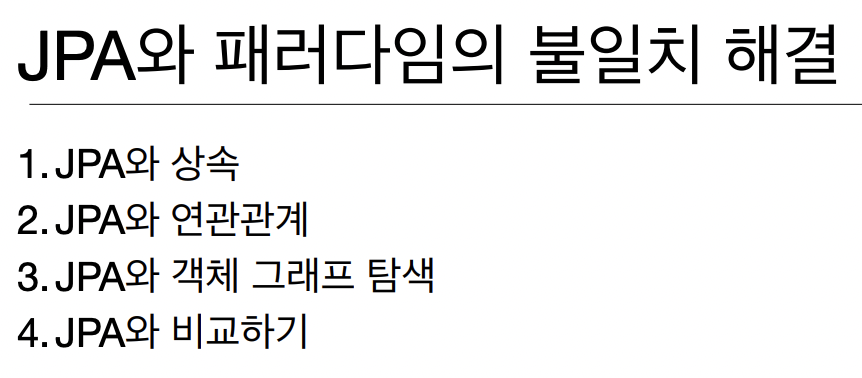 JPA와 패러다임의 불일치 해결
1. JPA와 상속
2. JPA와 연관관계
3. JPA와 객체 그래프 탐색
4. JPA와 비교하기